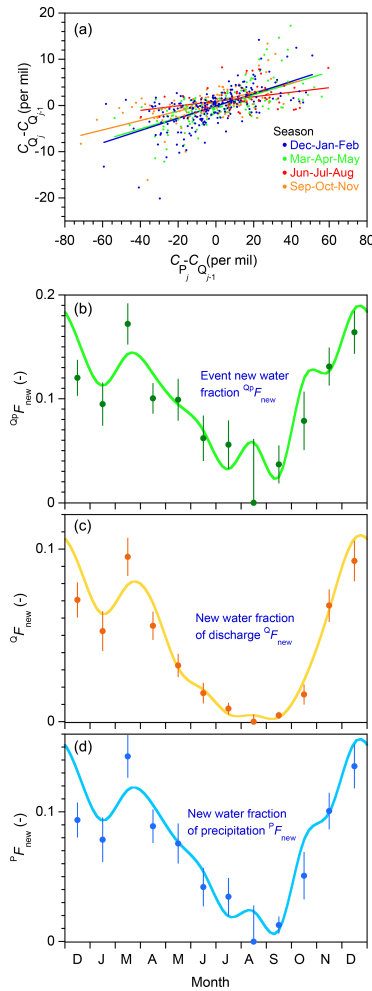 (a)
20
10
0
-10
-20
C_Qj-C_Qj-1 (per mil)
Season
Dec-Jan-Feb
Mar-Apr-May
Jun-Jul-Aug
Sep-Oct-Nov
-80 -60 -40 -20 0 20 40 60 80
C_Pj-C_Qj-1 (per mil)
(b)
0.2
0.1
0
QpFnew (-)
Event new water
fraction QpFnew
(c)
0.1
0
QFnew (-)
New water fraction
of discharge QFnew
(d)
0.1
0
PFnew (-)
New water fraction
of precipitation PFnew
D J M A M J J A S O N D
Month